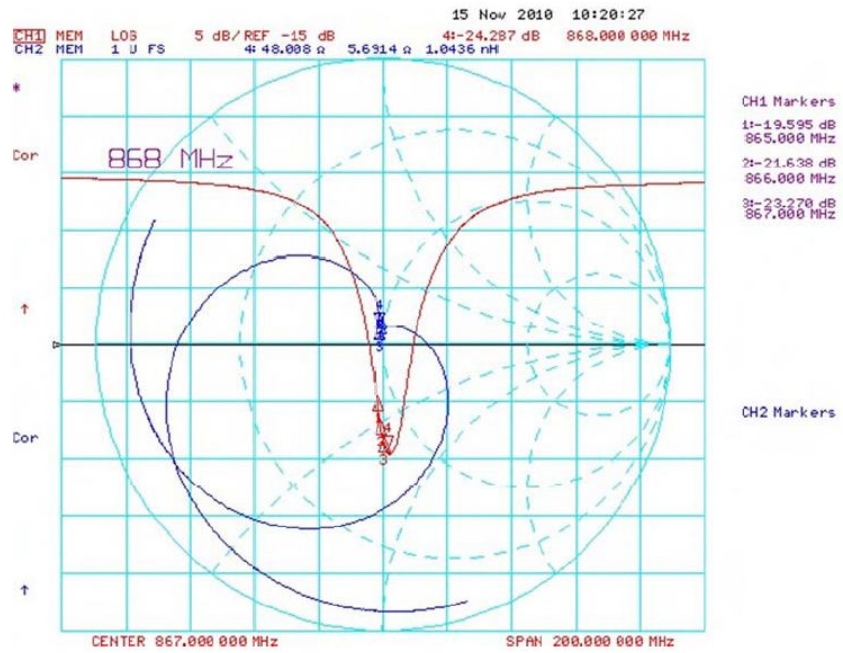 15 Nov 2010 10:20:27
CH1 MEM LOG 5 dB/REF -15 dB 4:-24.287 dB 868.000 000 MHz
CH2 MEM 1 U FS 4: 48.008 Ω 5.6914 Ω 1.0436 nH
*
CH1 Markers
1:-19.595 dB
865.000 MHz
Cor
868 MHz
2:-21.638 dB
866.000 MHz
3:-23.270 dB
867.000 MHz
CH2 Markers
Cor
CENTER 867.000 000 MHz SPAN 200.000 000 MHz